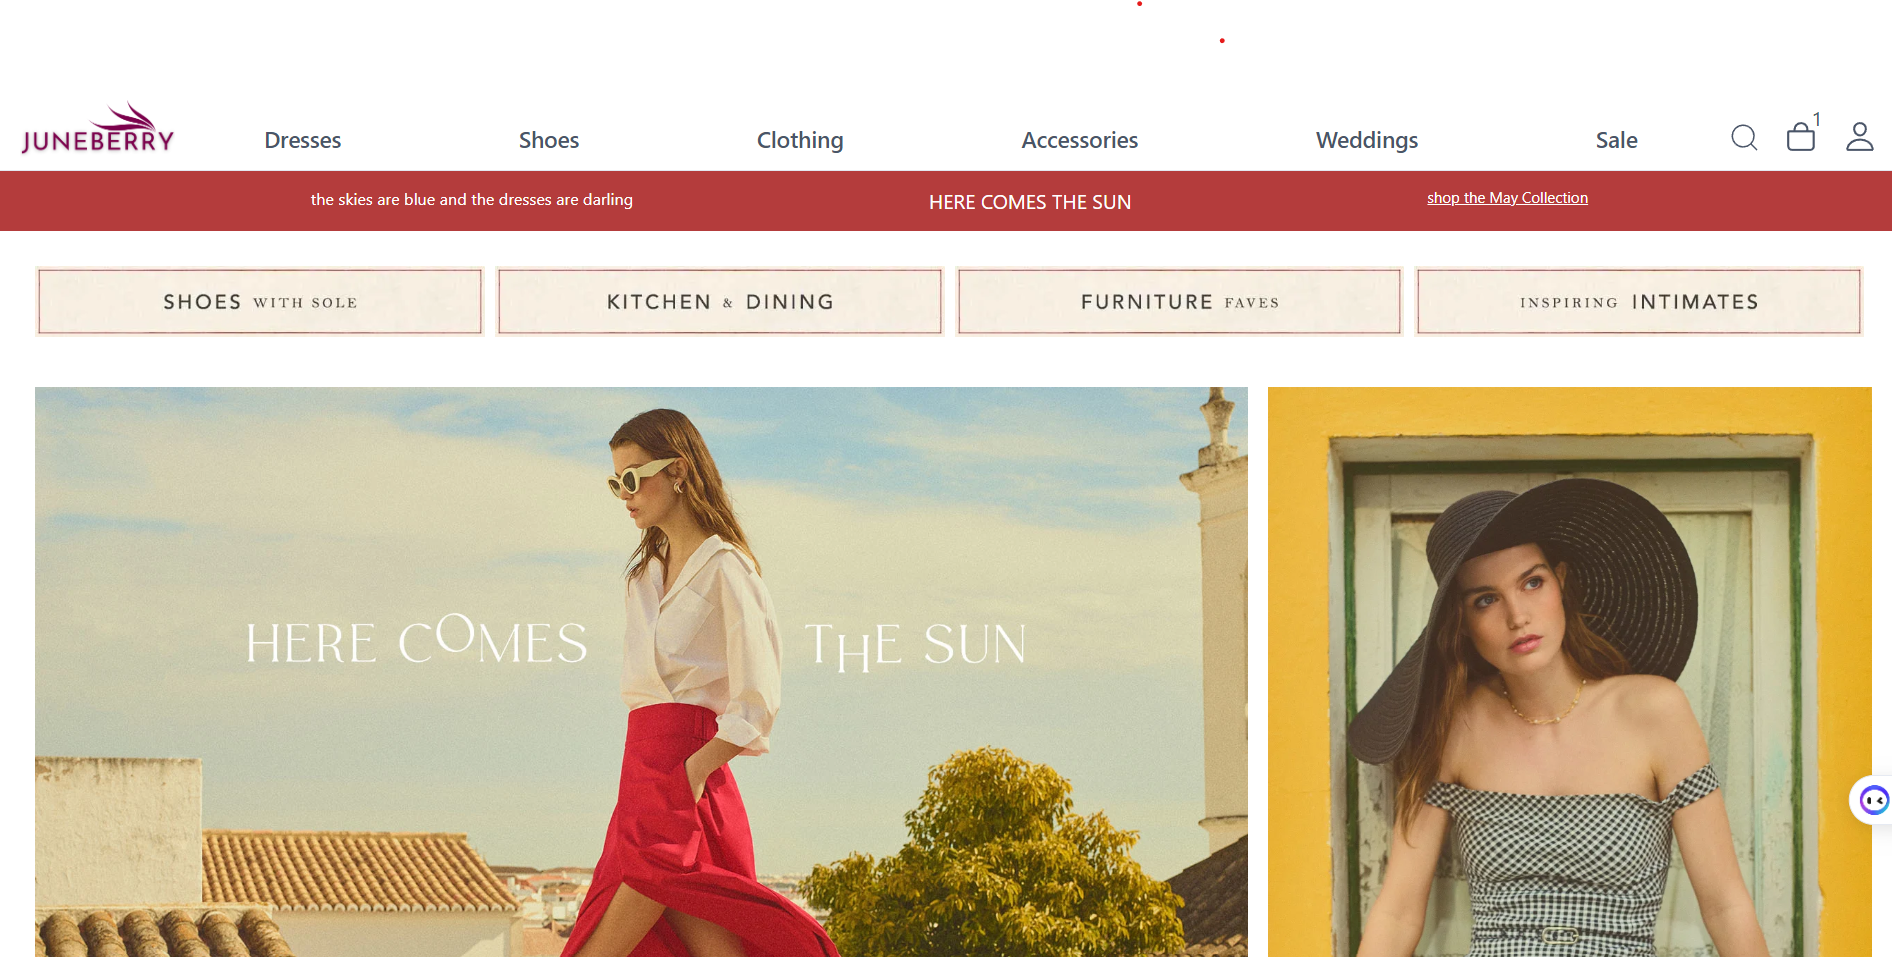 JUNEBERRY
Dresses
Shoes
Clothing
Accessories
Weddings
Sale
1
the skies are blue and the dresses are darling
HERE COMES THE SUN
shop the May Collection
SHOES WITH SOLE
KITCHEN & DINING
FURNITURE FAVES
INSPIRING INTIMATES
HERE COMES THE SUN